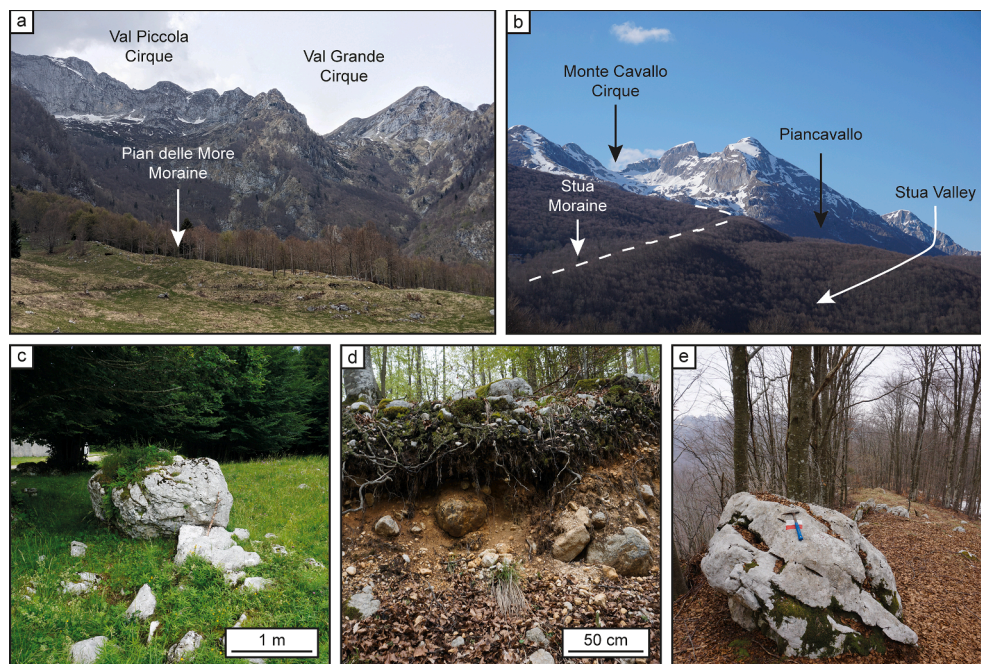 a
Val Piccola
Cirque
Val Grande
Cirque
Pian delle More
Moraine
b
Monte Cavallo
Cirque
Piancavallo
Stua
Moraine
Stua Valley
c
1 m
d
50 cm
e